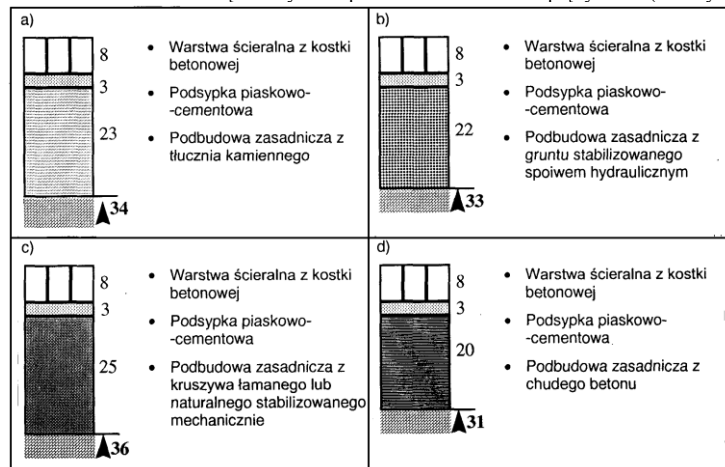 a)
8
3
23
34
• Warstwa ścieralna z kostki
betonowej
• Podsypka piaskowo-
-cementowa
• Podbudowa zasadnicza z
tłucznia kamiennego
b)
8
3
22
33
• Warstwa ścieralna z kostki
betonowej
• Podsypka piaskowo-
-cementowa
• Podbudowa zasadnicza z
gruntu stabilizowanego
spoiwem hydraulicznym
c)
8
3
25
36
• Warstwa ścieralna z kostki
betonowej
• Podsypka piaskowo-
-cementowa
• Podbudowa zasadnicza z
kruszywa łamanego lub
naturalnego stabilizowanego
mechanicznie
d)
8
3
20
31
• Warstwa ścieralna z kostki
betonowej
• Podsypka piaskowo-
-cementowa
• Podbudowa zasadnicza z
chudego betonu